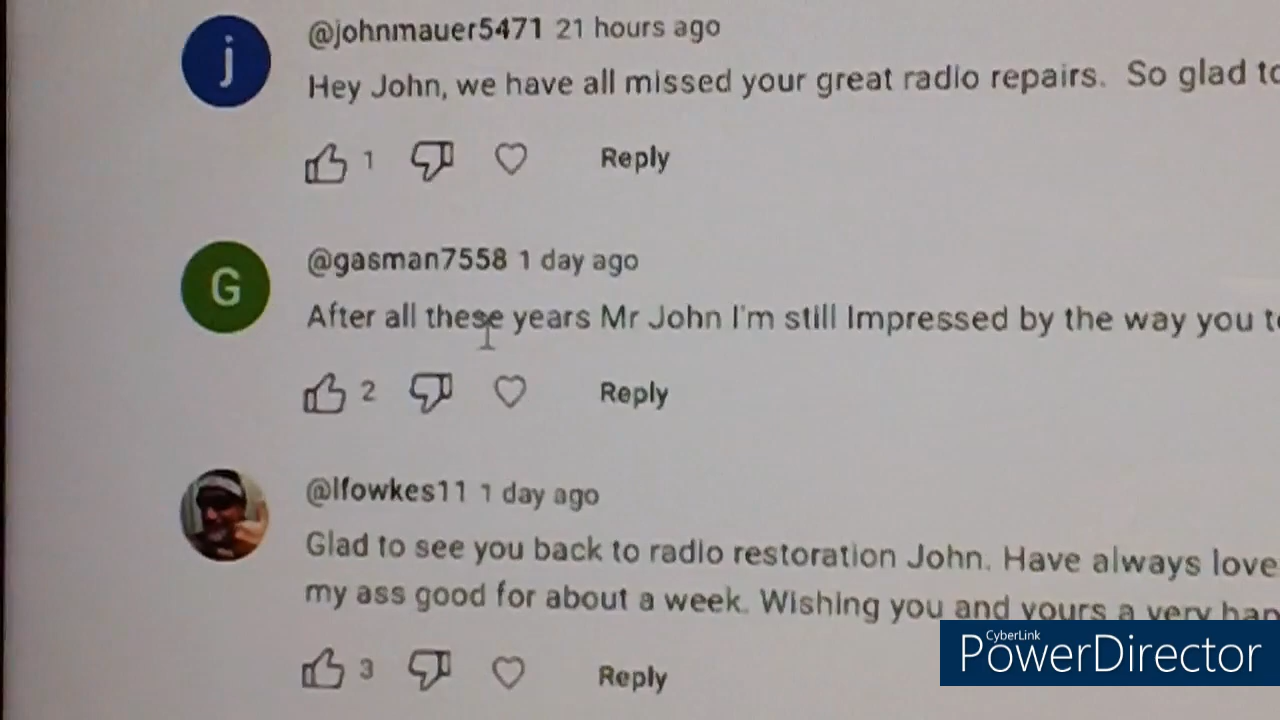 j
@johnmauer5471 21 hours ago
Hey John, we have all missed your great radio repairs. So glad to
1
Reply
G
@gasman7558 1 day ago
After all these years Mr John I'm still Impressed by the way you
2
Reply
@lfowkes11 1 day ago
Glad to see you back to radio restoration John. Have always love
my ass good for about a week. Wishing you and yours a very
3
Reply
CyberLink
PowerDirector